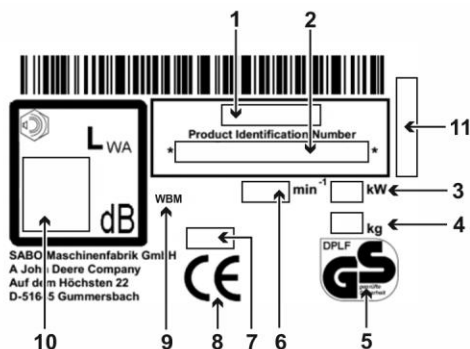 1 2
11
Product Identification Number
* *
L WA
min-1 kW 3
WBM
dB
kg 4
SABO Maschinenfabrik GmbH
A John Deere Company
Auf dem Höchsten 22
D-51645 Gummersbach
DPLF
CE
GS
geprüfte
Sicherheit
10 9 8 7 6 5